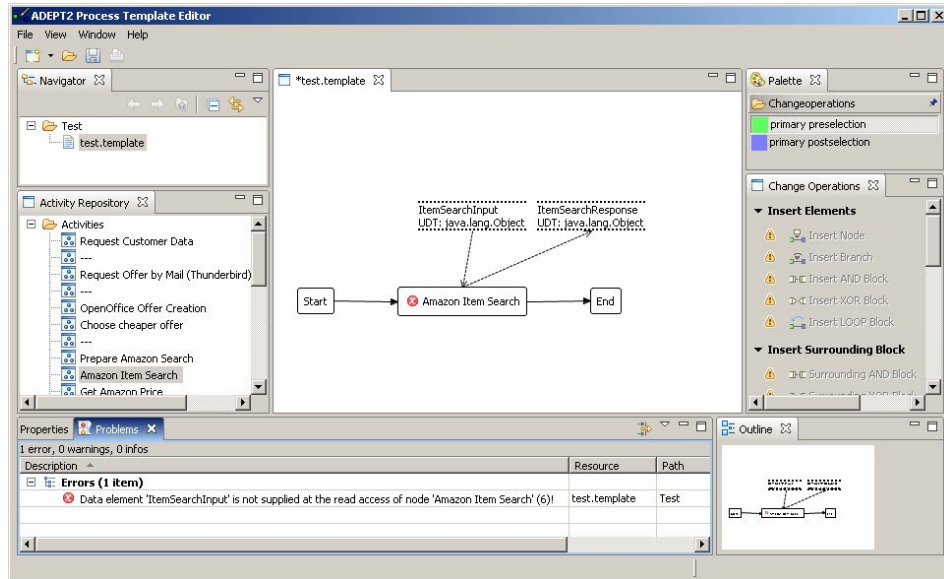 ADEPT2 Process Template Editor
File View Window Help
Navigator
Test
test.template
Activity Repository
Activities
Request Customer Data
---
Request Offer by Mail (Thunderbird)
---
OpenOffice Offer Creation
Choose cheaper offer
---
Prepare Amazon Search
Amazon Item Search
Get Amazon Price
*test.template
ItemSearchInput
UDT: java.lang.Object
ItemSearchResponse
UDT: java.lang.Object
Start
Amazon Item Search
End
Palette
Changeoperations
primary preselection
primary postselection
Change Operations
Insert Elements
Insert Node
Insert Branch
Insert AND Block
Insert XOR Block
Insert LOOP Block
Insert Surrounding Block
Surrounding AND Block
Surrounding XOR Block
Properties Problems
1 error, 0 warnings, 0 infos
Description Resource Path
Errors (1 item)
Data element 'ItemSearchInput' is not supplied at the read access of node 'Amazon Item Search' (6)! test.template Test
Outline